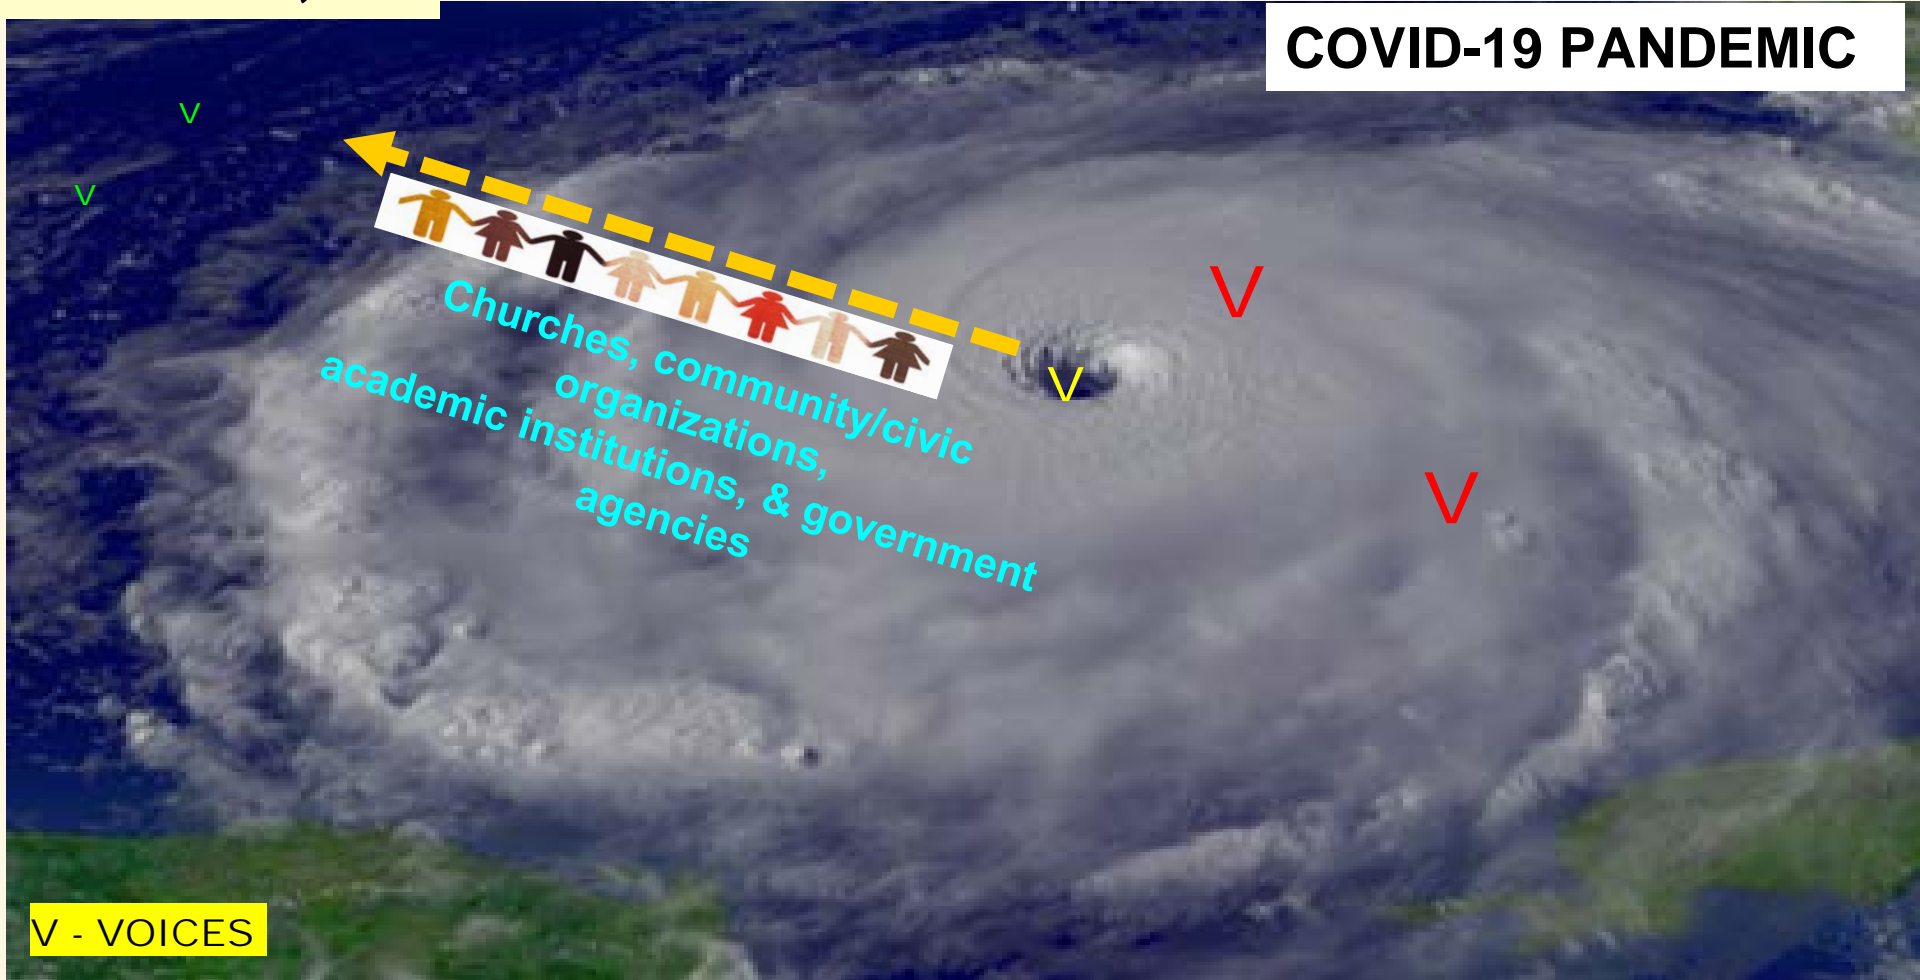 COVID-19 PANDEMIC
V
V
V
V
V
Churches, community/civic
organizations,
academic institutions, & government
agencies
V - VOICES